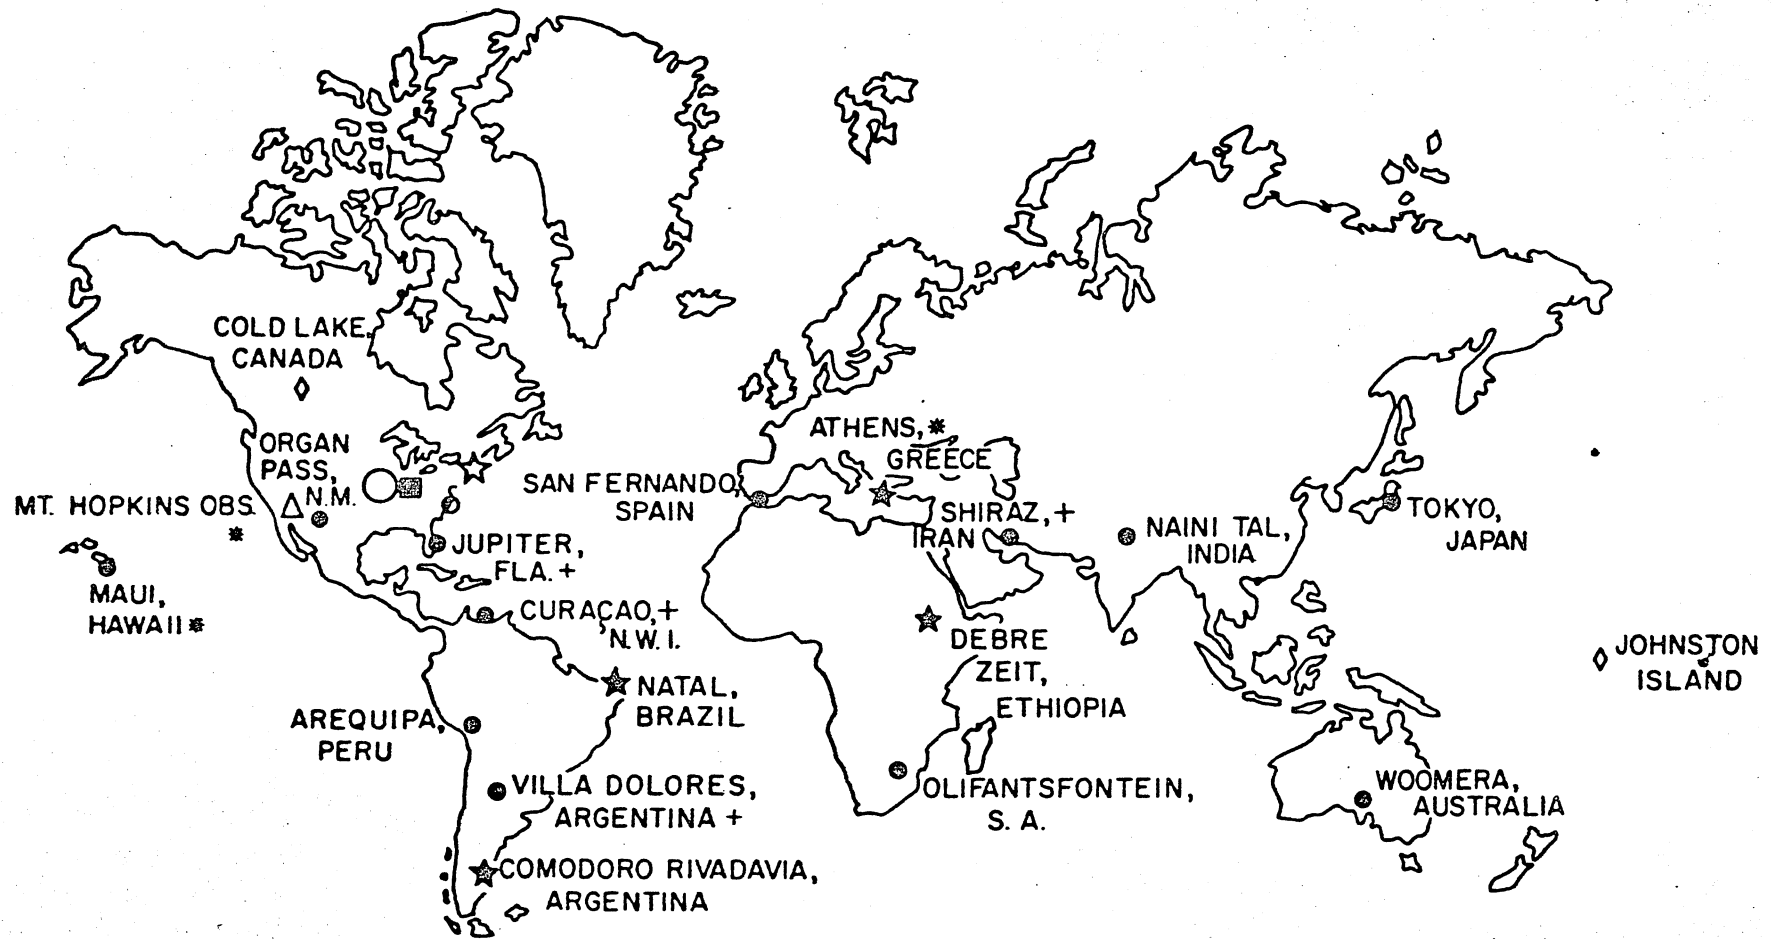 COLD LAKE,
CANADA
ORGAN
PASS,
N.M.
MT. HOPKINS OBS.
*
MAUI,
HAWAII *
JUPITER,
FLA. +
CURAÇAO, +
N.W.I.
NATAL,
BRAZIL
AREQUIPA,
PERU
VILLA DOLORES,
ARGENTINA +
COMODORO RIVADAVIA,
ARGENTINA
SAN FERNANDO,
SPAIN
ATHENS, *
GREECE
SHIRAZ, +
IRAN
NAINI TAL,
INDIA
TOKYO,
JAPAN
DEBRE
ZEIT,
ETHIOPIA
OLIFANTSFONTEIN,
S. A.
WOOMERA,
AUSTRALIA
JOHNSTON
ISLAND